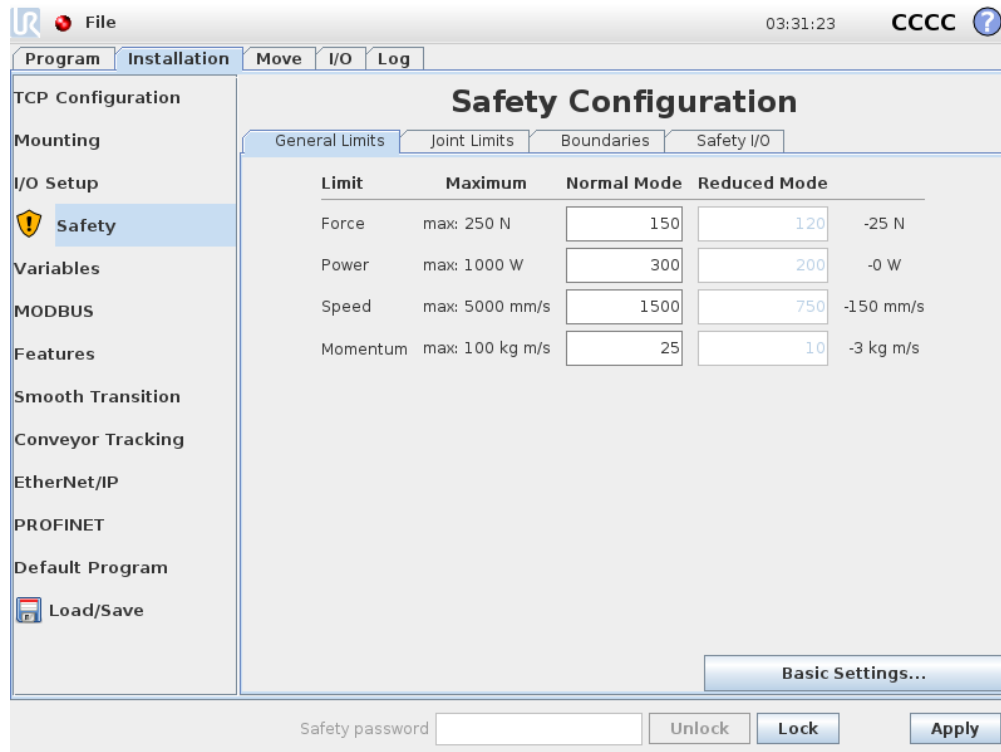 UR File 03:31:23 CCCC ?
Program Installation Move I/O Log
TCP Configuration
Mounting
I/O Setup
Safety
Variables
MODBUS
Features
Smooth Transition
Conveyor Tracking
EtherNet/IP
PROFINET
Default Program
Load/Save
Safety Configuration
General Limits Joint Limits Boundaries Safety I/O
Limit Maximum Normal Mode Reduced Mode
Force max: 250 N 150 120 -25 N
Power max: 1000 W 300 200 -0 W
Speed max: 5000 mm/s 1500 750 -150 mm/s
Momentum max: 100 kg m/s 25 10 -3 kg m/s
Basic Settings...
Safety password Unlock Lock Apply